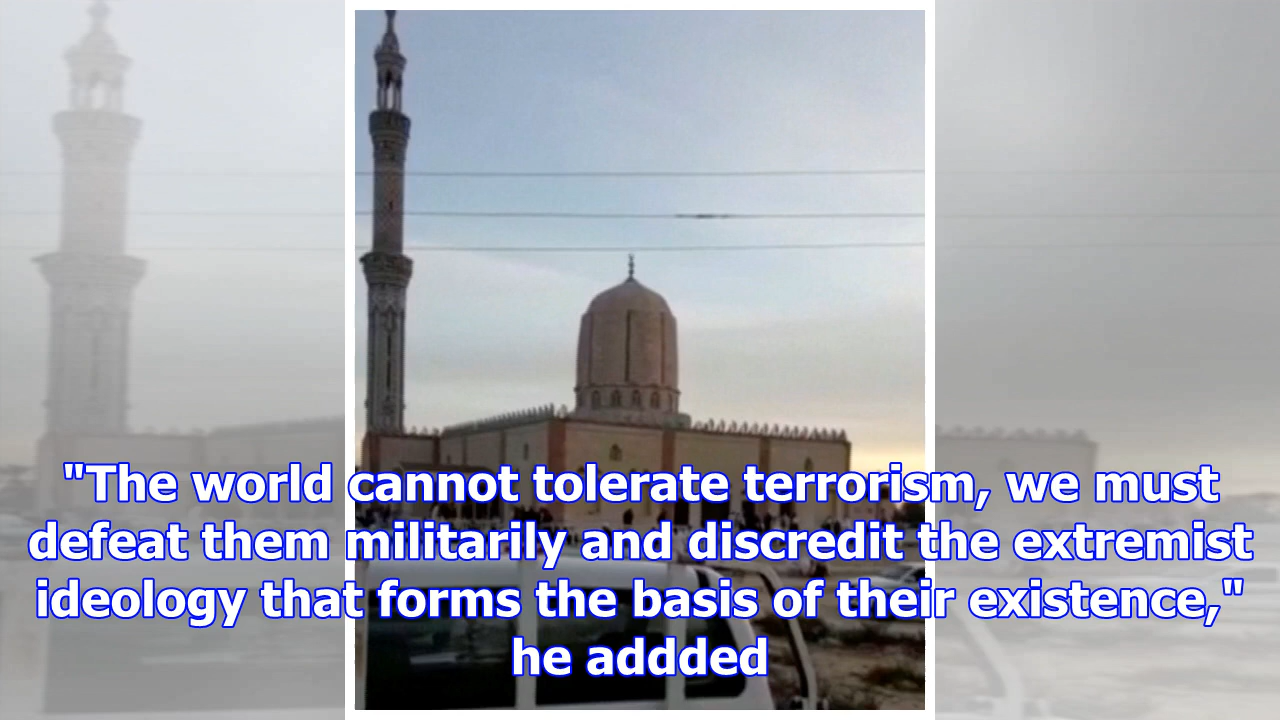 "The world cannot tolerate terrorism, we must
defeat them militarily and discredit the extremist
ideology that forms the basis of their existence,"
he addded